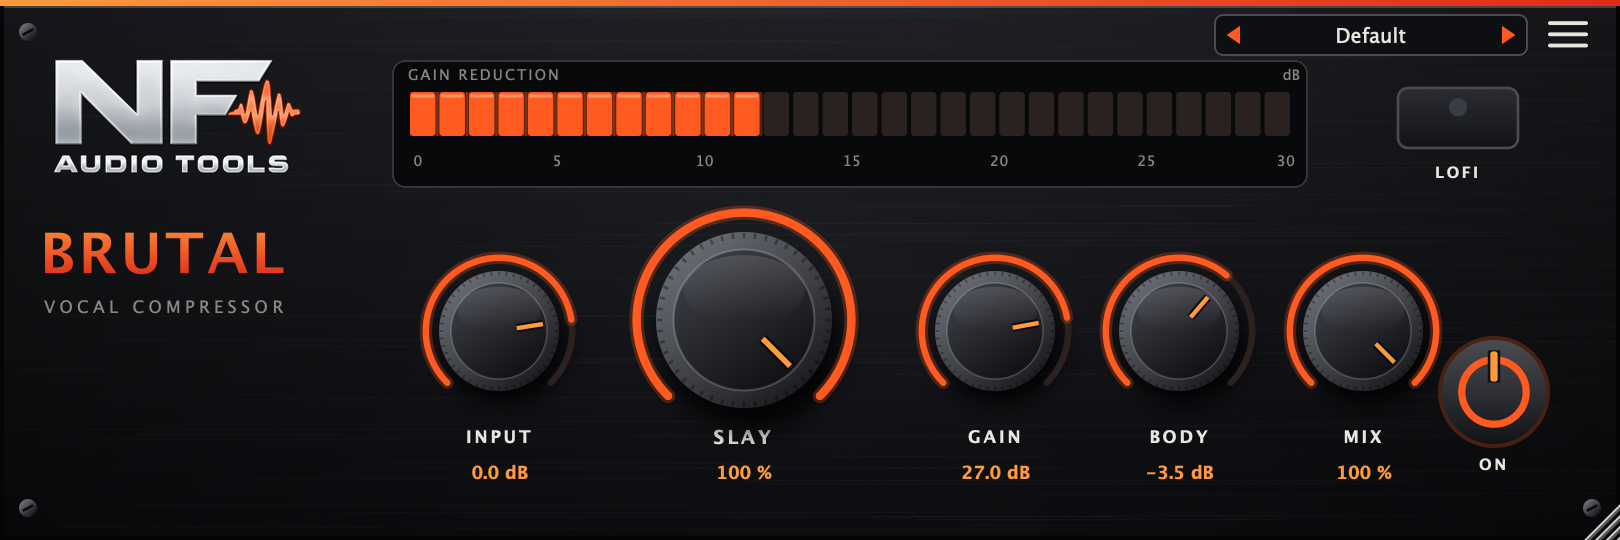 Default
GAIN REDUCTION dB
NF
AUDIO TOOLS
0 5 10 15 20 25 30
LOFI
BRUTAL
VOCAL COMPRESSOR
INPUT SLAY GAIN BODY MIX
0.0 dB 100 % 27.0 dB −3.5 dB 100 %
ON